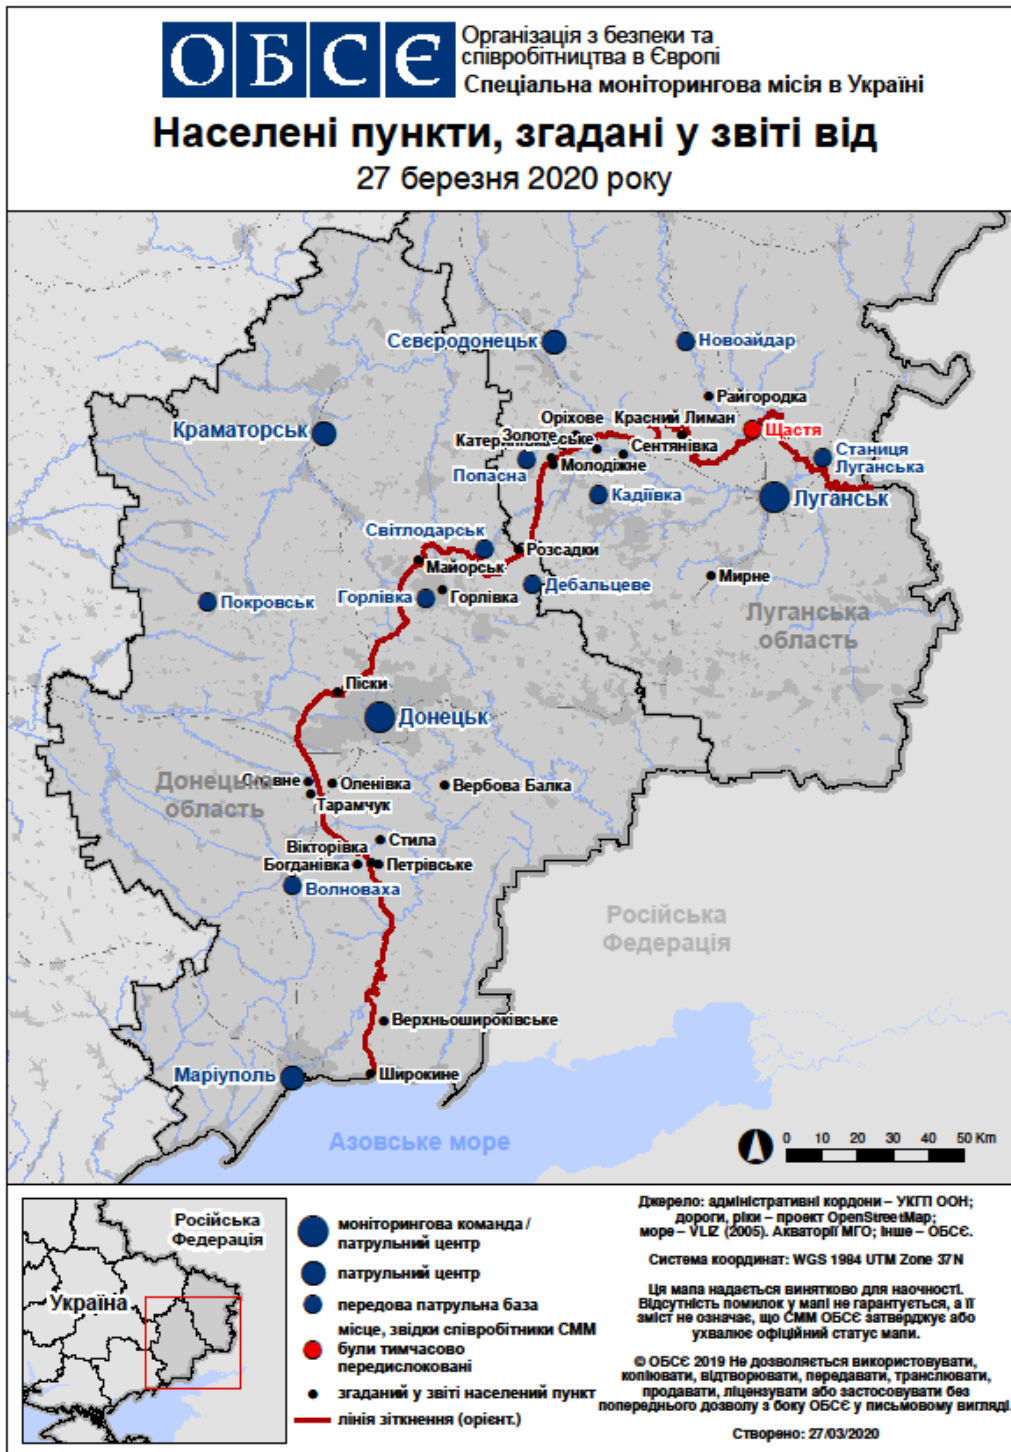 ОБСЄ
Організація з безпеки та
співробітництва в Європі
Спеціальна моніторингова місія в Україні
Населені пункти, згадані у звіті від
27 березня 2020 року
Сєвєродонецьк
Новоайдар
Райгородка
Краматорськ
Оріхове
Красний Лиман
Щастя
Золоте
Сентянівка
Станиця
Луганська
Попасна
Молодіжне
Кадіївка
Луганськ
Світлодарськ
Розсадки
Майорськ
Мирне
Дебальцеве
Покровськ
Горлівка
Горлівка
Луганська
область
Піски
Донецьк
Донецька
область
Оленівка
Вербова Балка
Тарамчук
Стила
Вікторівка
Богданівка
Петрівське
Волноваха
Російська
Федерація
Верхньошироківське
Маріуполь
Широкине
Азовське море
0 10 20 30 40 50 Км
Російська
Федерація
Україна
моніторингова команда /
патрульний центр
патрульний центр
передова патрульна база
місце, звідки співробітники СММ
були тимчасово
передислоковані
згаданий у звіті населений пункт
лінія зіткнення (орієнт.)
Джерело: адміністративні кордони – УКГП ООН;
дороги, ріки – проект OpenStreetMap;
море – VLIZ (2005). Акваторії МГО; Інше – ОБСЄ.
Система координат: WGS 1984 UTM Zone 37N
Ця мапа надається винятково для наочності.
Відсутність помилок у мапі не гарантується, а її
зміст не означає, що СММ ОБСЄ затверджує або
ухвалює офіційний статус мапи.
© ОБСЄ 2019 Не дозволяється використовувати,
копіювати, відтворювати, передавати, транслювати,
продавати, ліцензувати або застосовувати без
попереднього дозволу з боку ОБСЄ у письмовому вигляді.
Створено: 27/03/2020